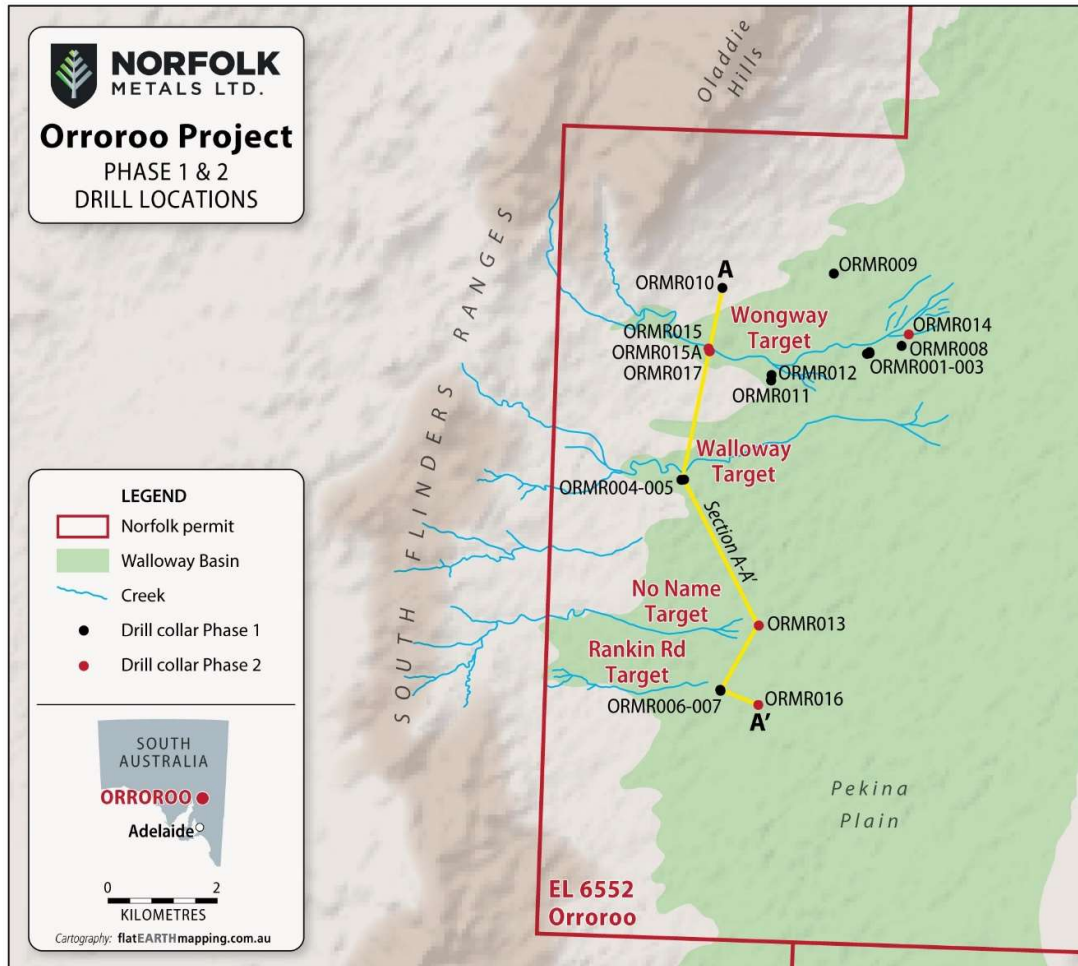 NORFOLK
METALS LTD.
Orroroo Project
PHASE 1 & 2
DRILL LOCATIONS
Oladdie
Hills
SOUTH FLINDERS RANGES
A
ORMR010
ORMR009
Wongway
Target
ORMR015
ORMR015A
ORMR017
ORMR014
ORMR008
ORMR001-003
ORMR012
ORMR011
Walloway
Target
ORMR004-005
Section A-A'
No Name
Target
ORMR013
Rankin Rd
Target
ORMR006-007
ORMR016
A'
Pekina
Plain
EL 6552
Orroroo
LEGEND
Norfolk permit
Walloway Basin
Creek
Drill collar Phase 1
Drill collar Phase 2
SOUTH
AUSTRALIA
ORROROO
Adelaide
0 2
KILOMETRES
Cartography: flatEARTHmapping.com.au